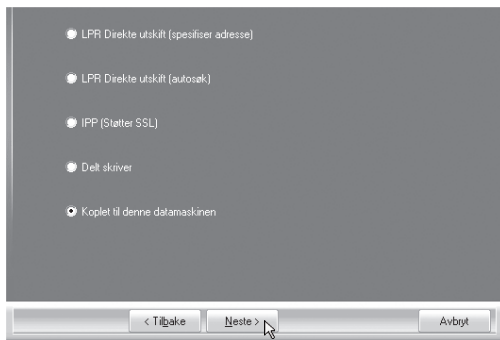 LPR Direkte utskift (spesifiser adresse)
LPR Direkte utskift (autosøk)
IPP (Støtter SSL)
Delt skriver
Koplet til denne datamaskinen
< Tilbake
Neste >
Avbryt